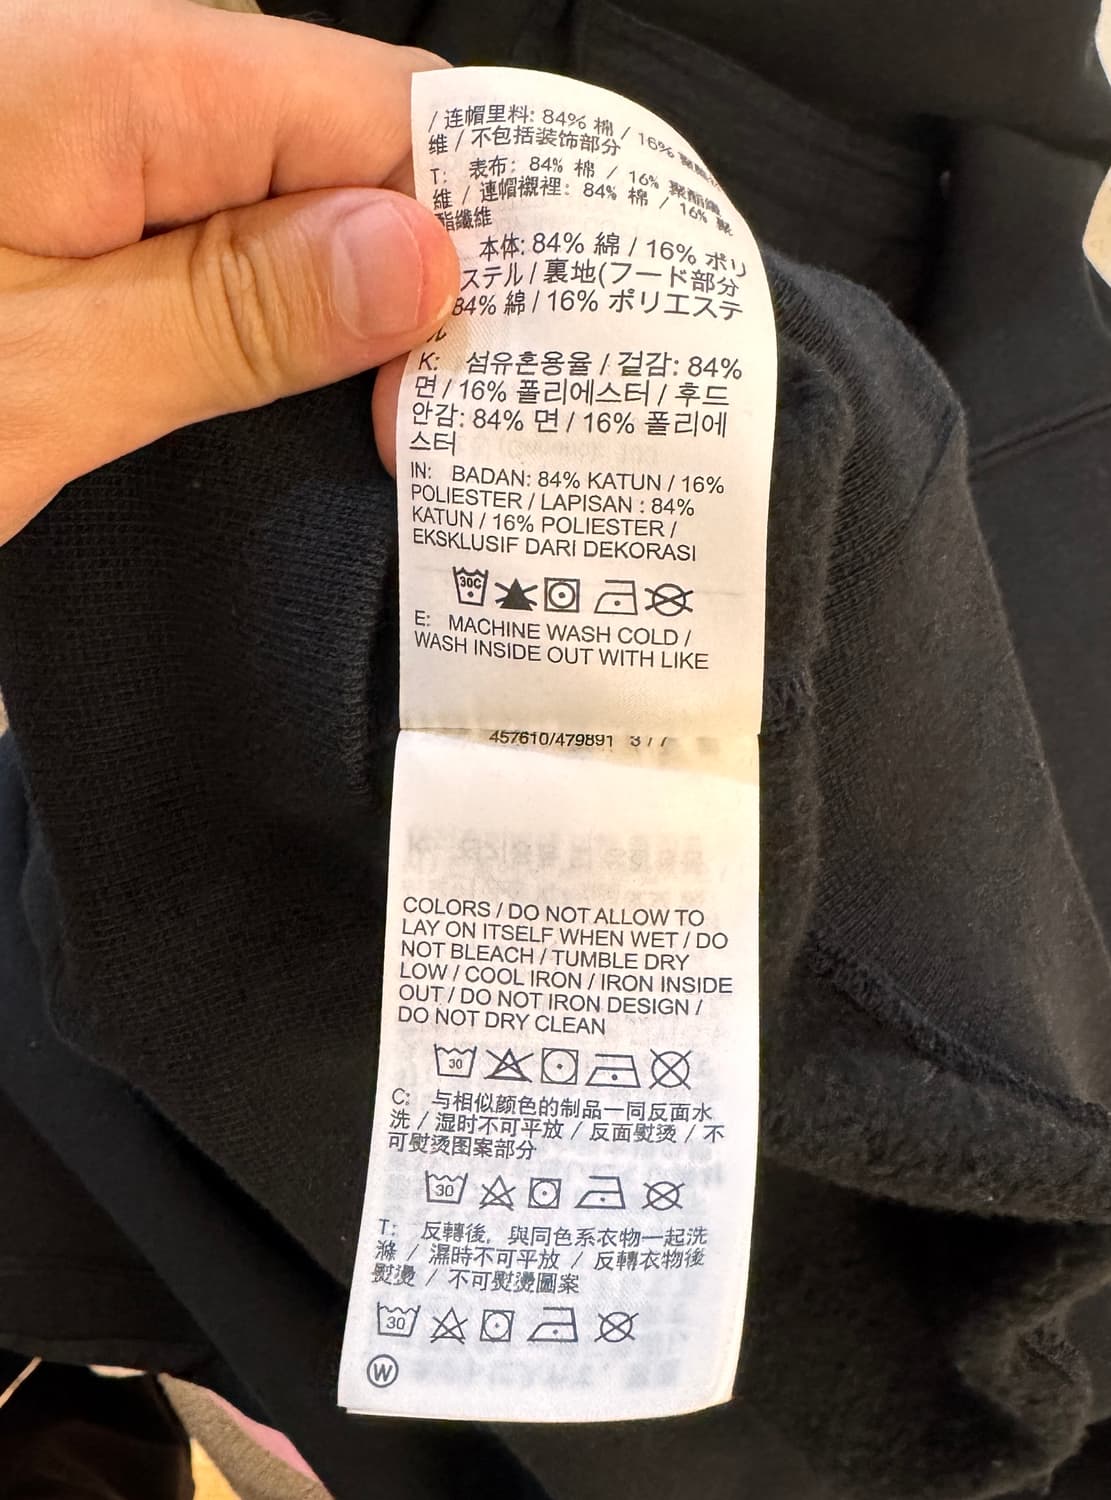 / 连帽里料: 84% 棉 / 16% 聚酯纤
维 / 不包括装饰部分
T: 表布: 84% 棉 / 16% 聚酯纖
維 / 連帽襯裡: 84% 棉 / 16% 聚
酯纖維
本体: 84% 綿 / 16% ポリ
ステル / 裏地(フード部分
84% 綿 / 16% ポリエステ
ル
K: 섬유혼용율 / 겉감: 84%
면 / 16% 폴리에스터 / 후드
안감: 84% 면 / 16% 폴리에
스터
IN: BADAN: 84% KATUN / 16%
POLIESTER / LAPISAN : 84%
KATUN / 16% POLIESTER /
EKSKLUSIF DARI DEKORASI
30C
E: MACHINE WASH COLD /
WASH INSIDE OUT WITH LIKE
457610/479891 3 / 7
COLORS / DO NOT ALLOW TO
LAY ON ITSELF WHEN WET / DO
NOT BLEACH / TUMBLE DRY
LOW / COOL IRON / IRON INSIDE
OUT / DO NOT IRON DESIGN /
DO NOT DRY CLEAN
30
C: 与相似颜色的制品一同反面水
洗 / 湿时不可平放 / 反面熨烫 / 不
可熨烫图案部分
30
T: 反轉後, 與同色系衣物一起洗
滌 / 濕時不可平放 / 反轉衣物後
熨燙 / 不可熨燙圖案
30
W